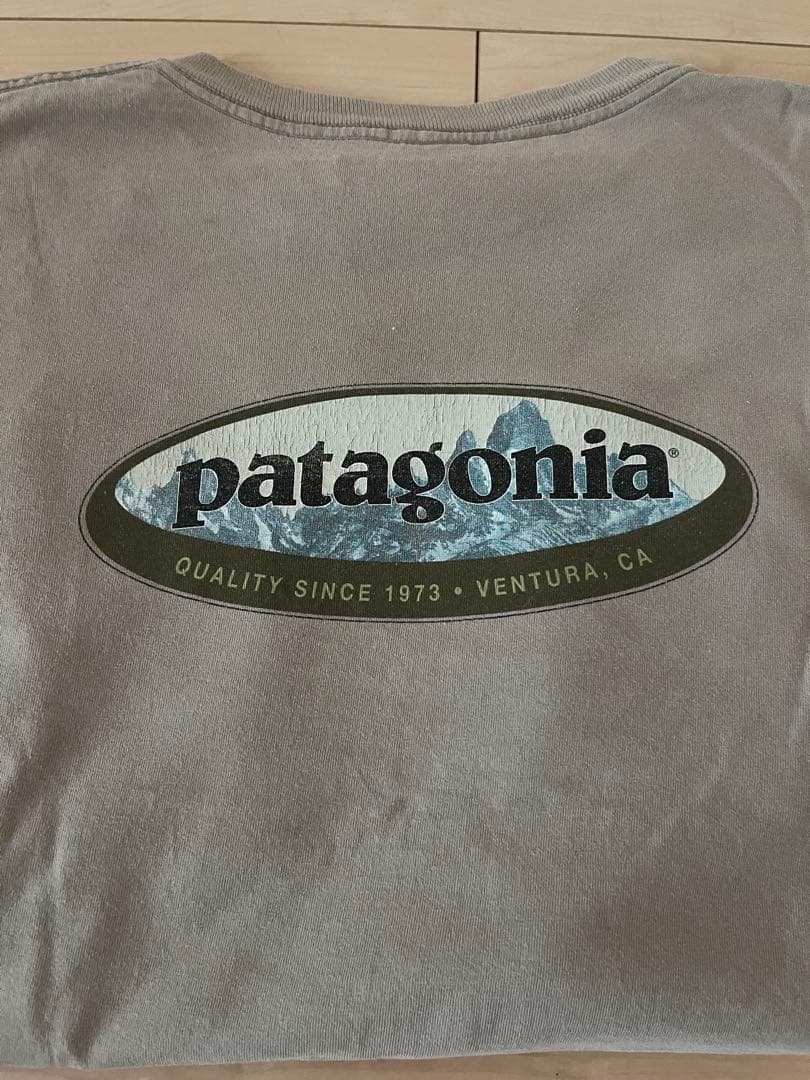 patagonia®
QUALITY SINCE 1973 • VENTURA, CA